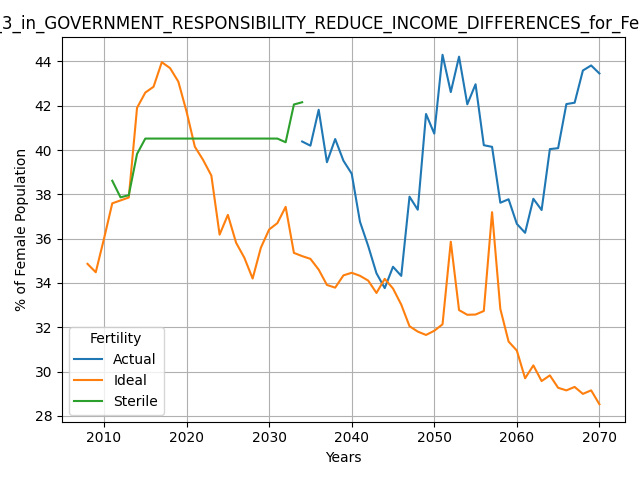 _3_in_GOVERNMENT_RESPONSIBILITY_REDUCE_INCOME_DIFFERENCES_for_Fe
44
42
40
38
36
34
32
30
28
% of Female Population
Fertility
Actual
Ideal
Sterile
2010 2020 2030 2040 2050 2060 2070
Years